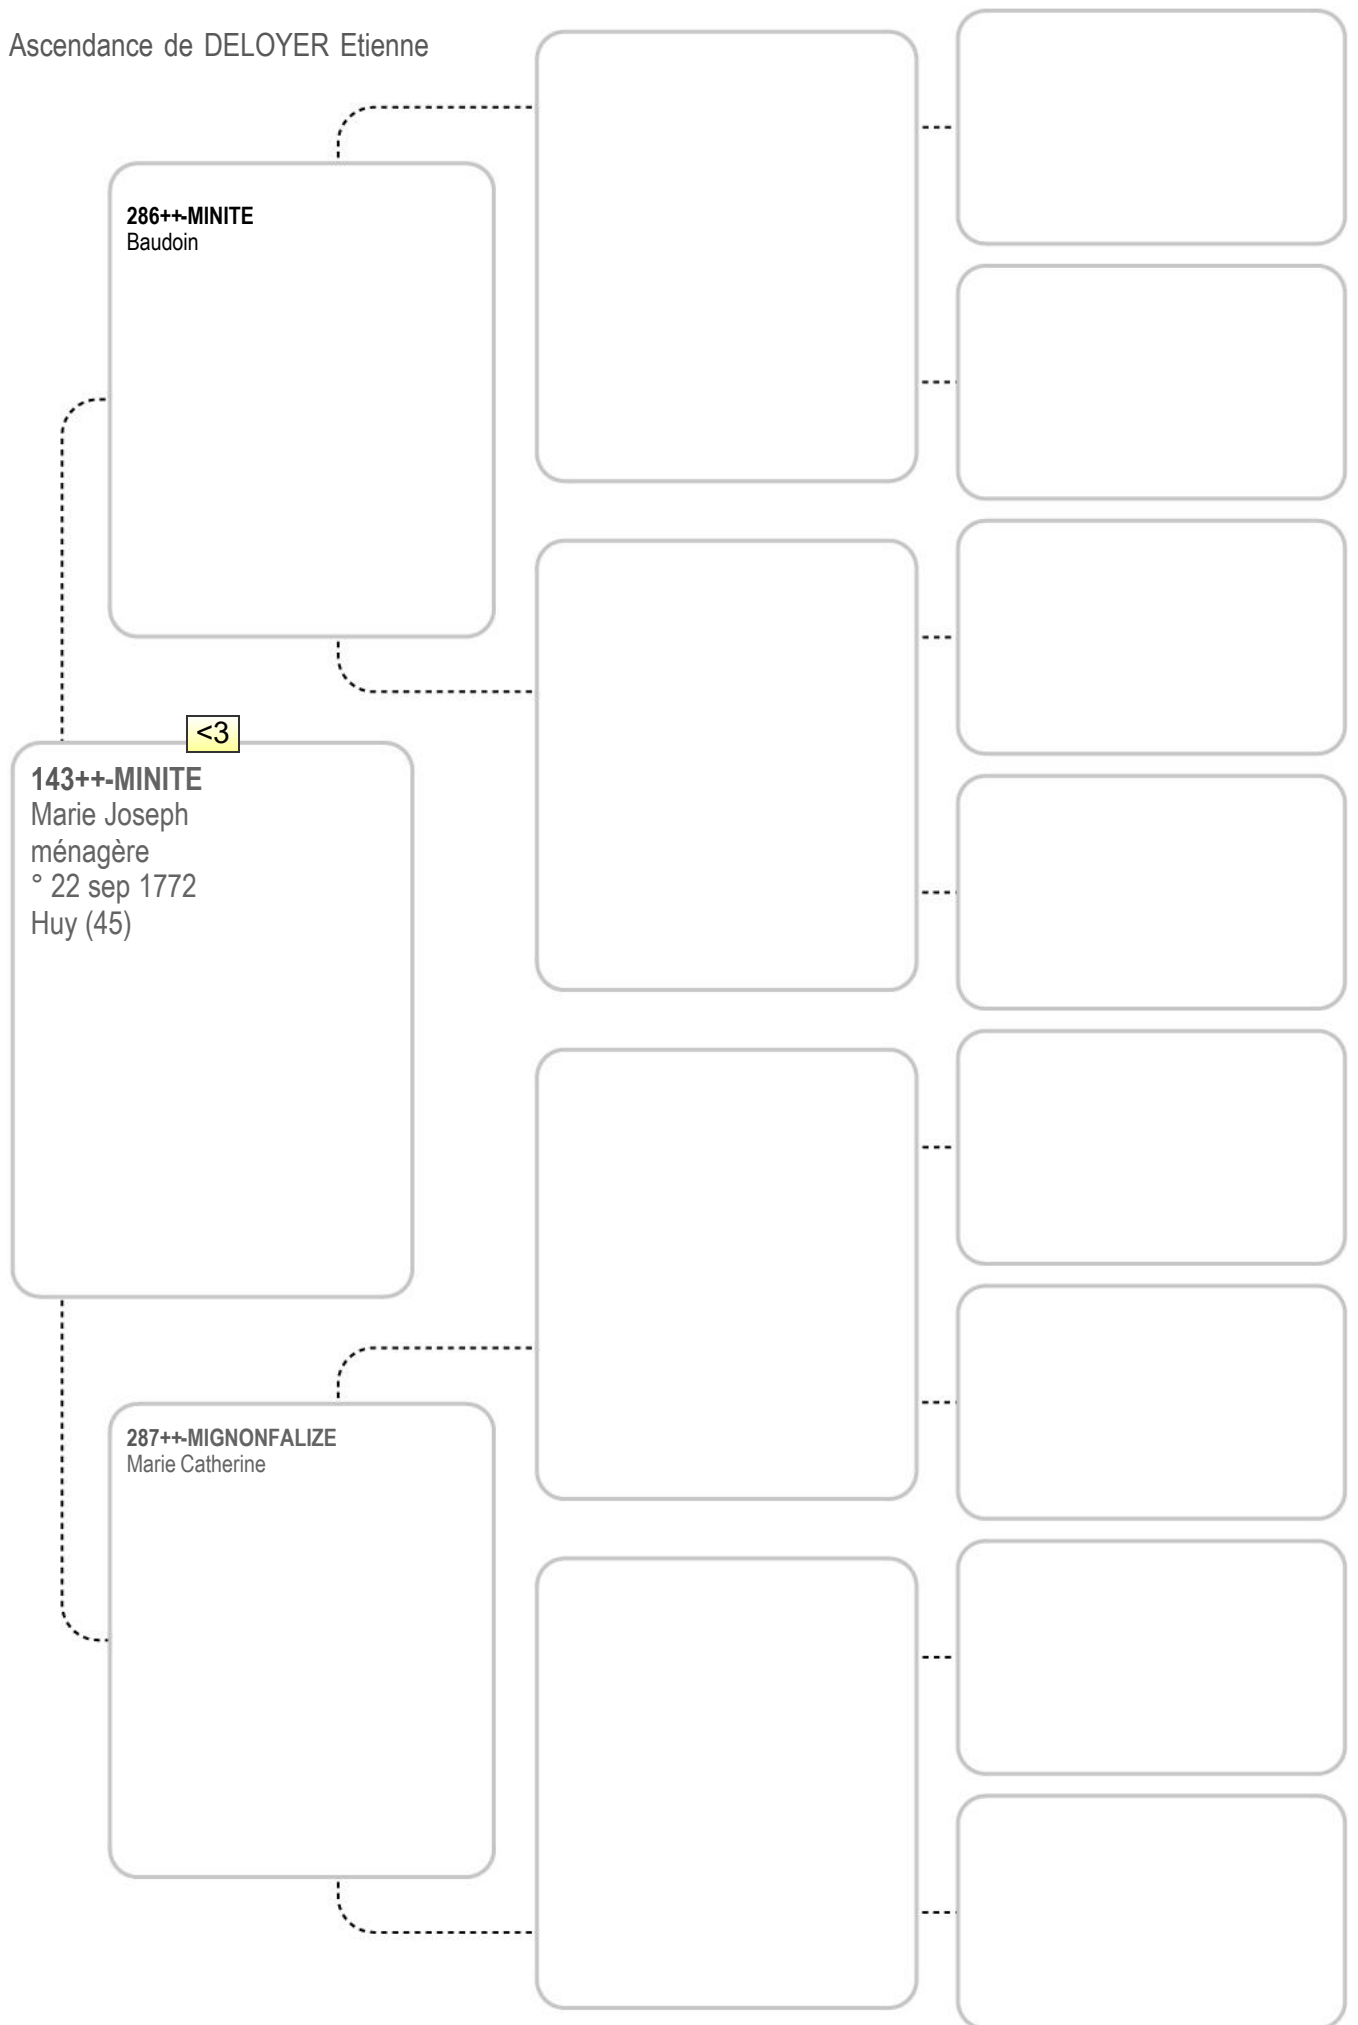 Ascendance de DELOYER Etienne
286++-MINITE
Baudoin
<3
143++-MINITE
Marie Joseph
ménagère
° 22 sep 1772
Huy (45)
287++-MIGNONFALIZE
Marie Catherine